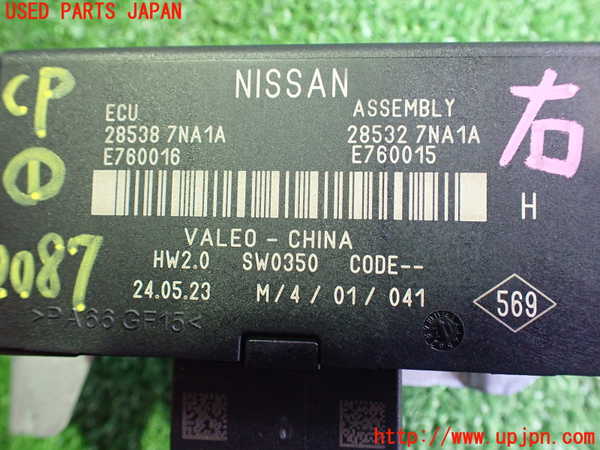 USED PARTS JAPAN
NISSAN
ECU
28538 7NA1A
E760016
ASSEMBLY
28532 7NA1A
E760015
CP
①
2087
右
H
VALEO - CHINA
HW2.0 SW0350 CODE--
24.05.23 M/4/01/041
569
>PA66 GF15<
http://www.upjpn.com/